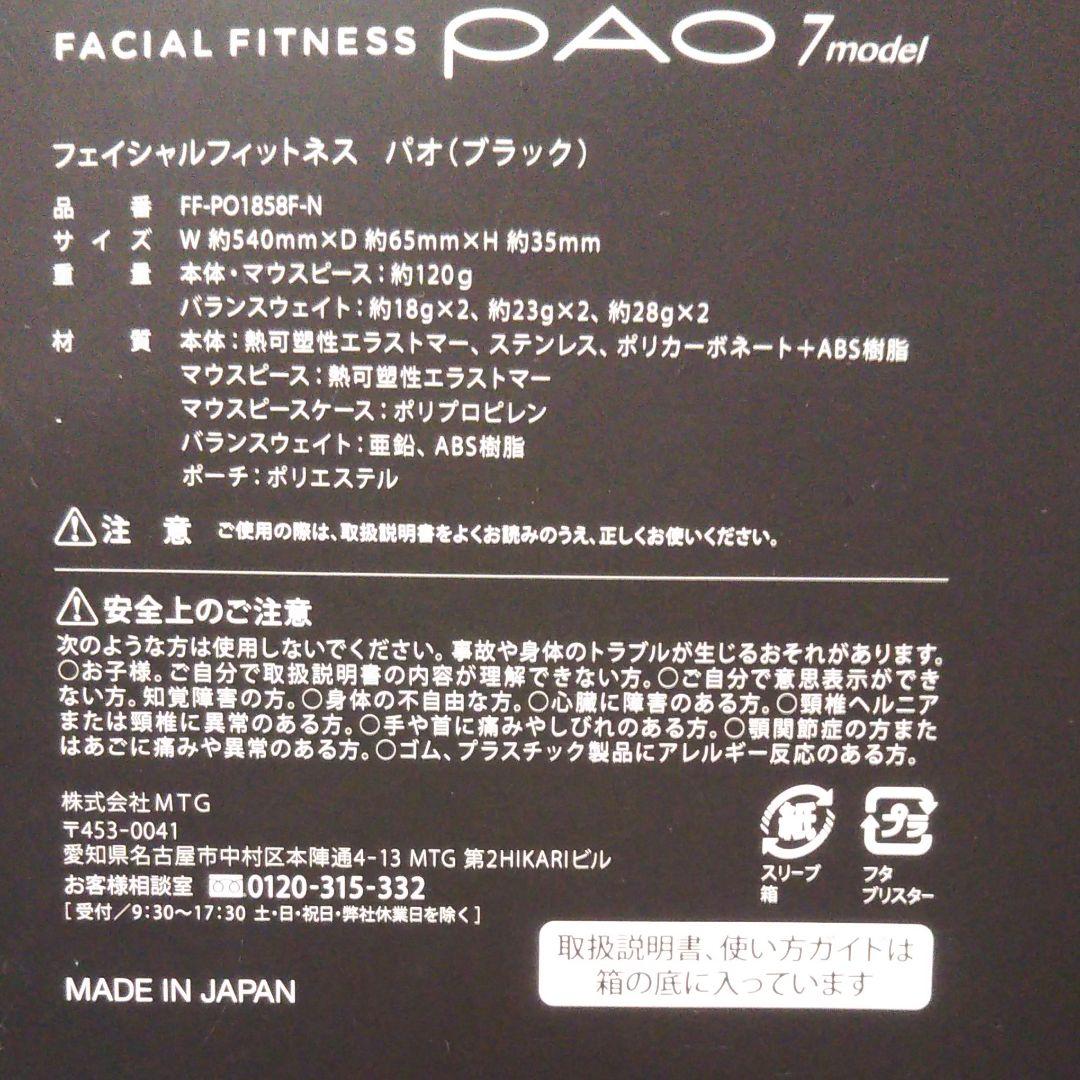 FACIAL FITNESS PAO 7model
フェイシャルフィットネス パオ(ブラック)
品番 FF-PO1858F-N
サイズ W 約540mm×D 約65mm×H 約35mm
重量 本体・マウスピース:約120g
バランスウェイト:約18g×2、約23g×2、約28g×2
材質 本体:熱可塑性エラストマー、ステンレス、ポリカーボネート+ABS樹脂
マウスピース:熱可塑性エラストマー
マウスピースケース:ポリプロピレン
バランスウェイト:亜鉛、ABS樹脂
ポーチ:ポリエステル
⚠注意 ご使用の際は、取扱説明書をよくお読みのうえ、正しくお使いください。
⚠安全上のご注意
次のような方は使用しないでください。事故や身体のトラブルが生じるおそれがあります。
○お子様。ご自分で取扱説明書の内容が理解できない方。○ご自分で意思表示ができ
ない方。知覚障害の方。○身体の不自由な方。○心臓に障害のある方。○頸椎ヘルニア
または頸椎に異常のある方。○手や首に痛みやしびれのある方。○顎関節症の方また
はあごに痛みや異常のある方。○ゴム、プラスチック製品にアレルギー反応のある方。
株式会社MTG
〒453-0041
愛知県名古屋市中村区本陣通4-13 MTG 第2HIKARIビル
お客様相談室 0120-315-332
[受付/9:30〜17:30 土・日・祝日・弊社休業日を除く]
紙 プラ
スリーブ フタ
箱 ブリスター
取扱説明書、使い方ガイドは
箱の底に入っています
MADE IN JAPAN